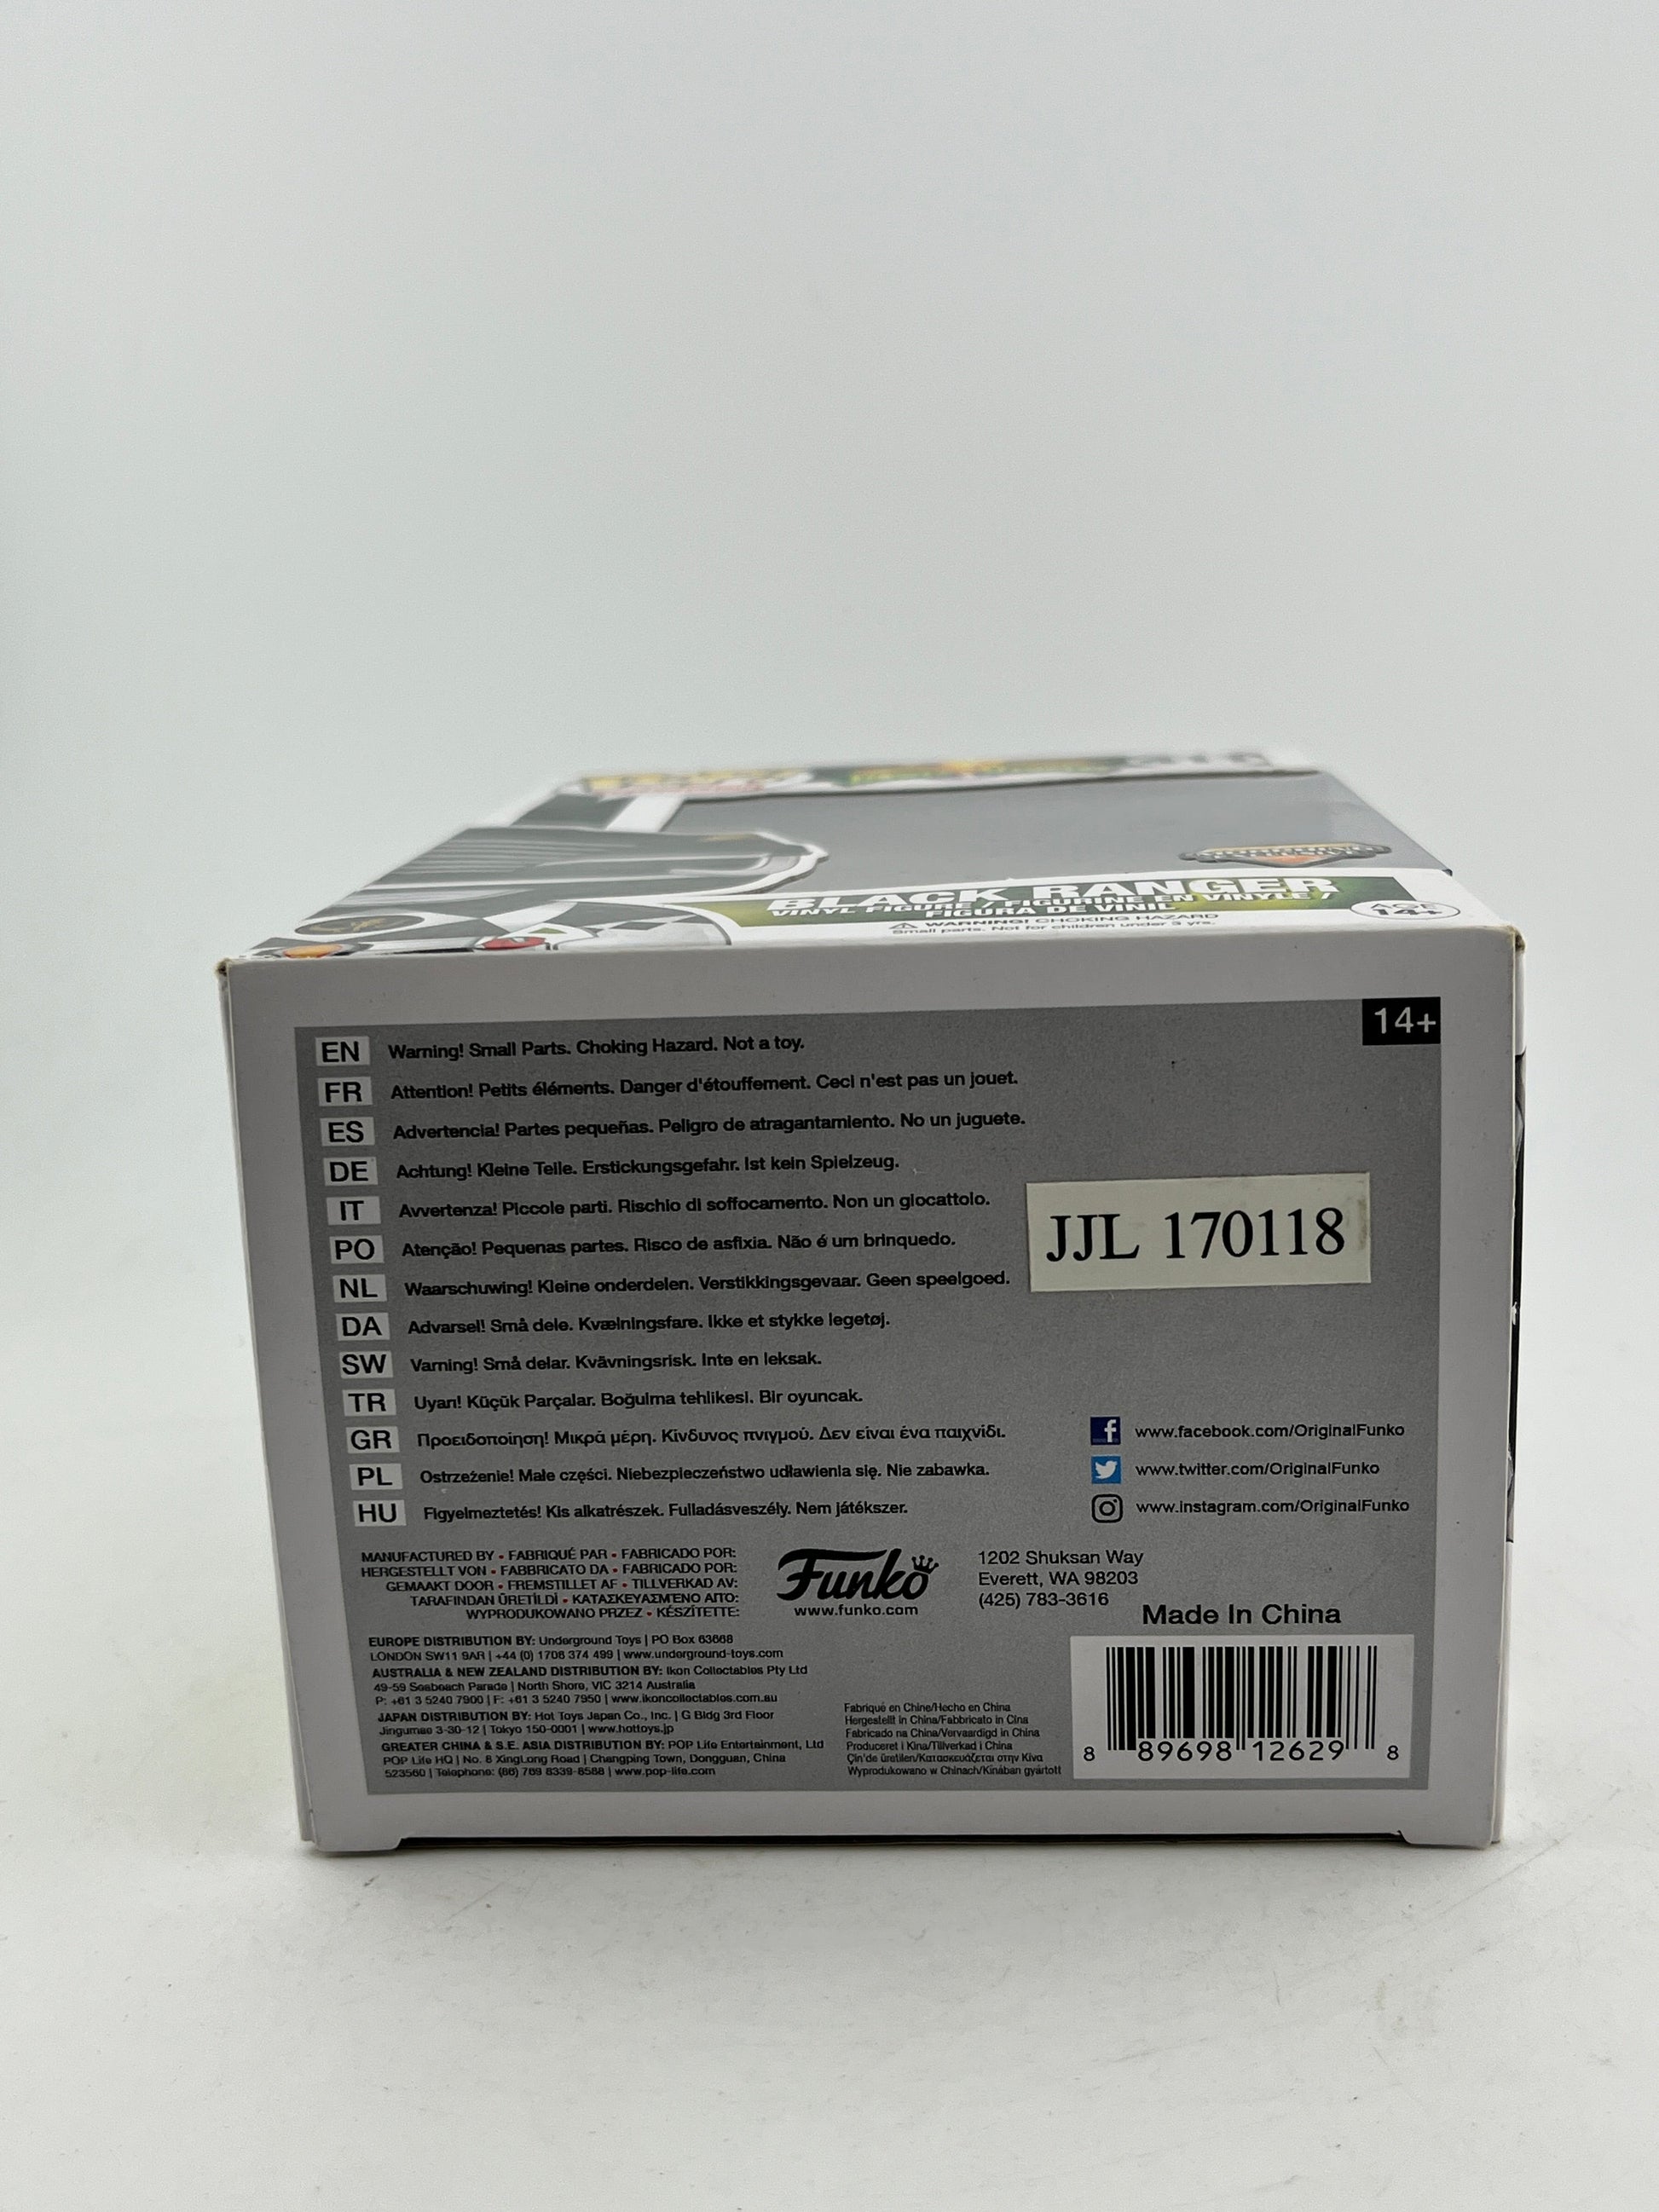 BLACK RANGER
VINYL FIGURE / FIGURINE EN VINYLE /
FIGURA DE VINIL
AGE
14+
WARNING! CHOKING HAZARD
Small parts. Not for children under 3 yrs.
14+
EN Warning! Small Parts. Choking Hazard. Not a toy.
FR Attention! Petits éléments. Danger d'étouffement. Ceci n'est pas un jouet.
ES Advertencia! Partes pequeñas. Peligro de atragantamiento. No un juguete.
DE Achtung! Kleine Teile. Erstickungsgefahr. Ist kein Spielzeug.
IT Avvertenza! Piccole parti. Rischio di soffocamento. Non un giocattolo.
PO Atenção! Pequenas partes. Risco de asfixia. Não é um brinquedo.
NL Waarschuwing! Kleine onderdelen. Verstikkingsgevaar. Geen speelgoed.
DA Advarsel! Små dele. Kvælningsfare. Ikke et stykke legetøj.
SW Varning! Små delar. Kvävningsrisk. Inte en leksak.
TR Uyarı! Küçük Parçalar. Boğulma tehlikesi. Bir oyuncak.
GR Προειδοποίηση! Μικρά μέρη. Κίνδυνος πνιγμού. Δεν είναι ένα παιχνίδι.
PL Ostrzeżenie! Małe części. Niebezpieczeństwo udławienia się. Nie zabawka.
HU Figyelmeztetés! Kis alkatrészek. Fulladásveszély. Nem játékszer.
JJL 170118
www.facebook.com/OriginalFunko
www.twitter.com/OriginalFunko
www.instagram.com/OriginalFunko
MANUFACTURED BY • FABRIQUÉ PAR • FABRICADO POR:
HERGESTELLT VON • FABBRICATO DA • FABRICADO POR:
GEMAAKT DOOR • FREMSTILLET AF • TILLVERKAD AV:
TARAFINDAN ÜRETİLDİ • ΚΑΤΑΣΚΕΥΑΣΜΈΝΟ ΑΠΌ:
WYPRODUKOWANO PRZEZ • KÉSZÍTETTE:
Funko
www.funko.com
1202 Shuksan Way
Everett, WA 98203
(425) 783-3616
Made In China
EUROPE DISTRIBUTION BY: Underground Toys | PO Box 63668
LONDON SW11 9AR | +44 (0) 1708 374 499 | www.underground-toys.com
AUSTRALIA & NEW ZEALAND DISTRIBUTION BY: Ikon Collectables Pty Ltd
49-59 Seabeach Parade | North Shore, VIC 3214 Australia
P: +61 3 5240 7900 | F: +61 3 5240 7950 | www.ikoncollectables.com.au
JAPAN DISTRIBUTION BY: Hot Toys Japan Co., Inc. | G Bldg 3rd Floor
Jingumae 3-30-12 | Tokyo 150-0001 | www.hottoys.jp
GREATER CHINA & S.E. ASIA DISTRIBUTION BY: POP Life Entertainment, Ltd
POP Life HQ | No. 8 XingLong Road | Changping Town, Dongguan, China
523560 | Telephone: (86) 769 8339-8588 | www.pop-life.com
Fabriqué en Chine/Hecho en China
Hergestellt in China/Fabbricato in Cina
Fabricado na China/Vervaardigd in China
Produceret i Kina/Tillverkad i China
Çin'de üretilen/Κατασκευάζεται στην Κίνα
Wyprodukowano w Chinach/Kínában gyártott
8 89698 12629 8